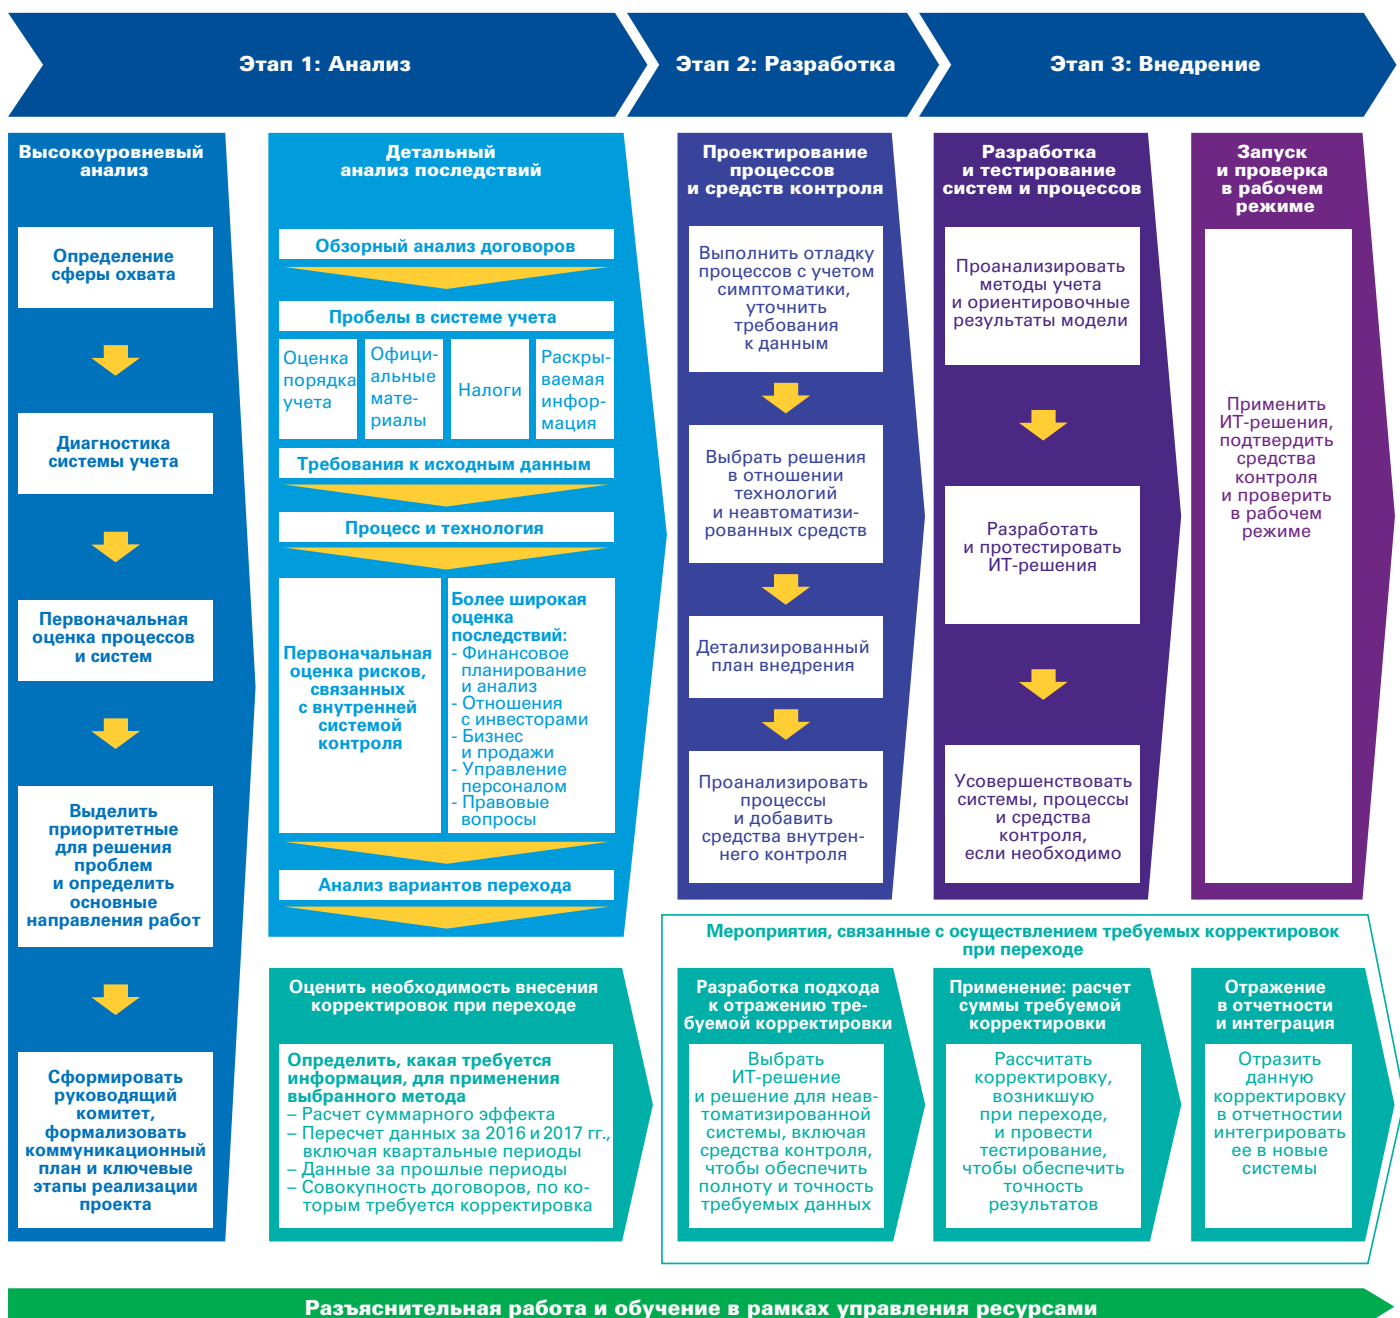 Этап 1: Анализ
Этап 2: Разработка
Этап 3: Внедрение
Высокоуровневый
анализ
Определение
сферы охвата
Диагностика
системы учета
Первоначальная
оценка процессов
и систем
Выделить
приоритетные
для решения
проблем
и определить
основные
направления работ
Сформировать
руководящий
комитет,
формализовать
коммуникационный
план и ключевые
этапы реализации
проекта
Детальный
анализ последствий
Обзорный анализ договоров
Пробелы в системе учета
Оценка
порядка
учета
Офици-
альные
мате-
риалы
Налоги
Раскры-
ваемая
инфор-
мация
Требования к исходным данным
Процесс и технология
Первоначальная
оценка рисков,
связанных
с внутренней
системой
контроля
Более широкая
оценка
последствий:
- Финансовое
планирование
и анализ
- Отношения
с инвесторами
- Бизнес
и продажи
- Управление
персоналом
- Правовые
вопросы
Анализ вариантов перехода
Проектирование
процессов
и средств контроля
Выполнить отладку
процессов с учетом
симптоматики,
уточнить
требования
к данным
Выбрать решения
в отношении
технологий
и неавтоматизи-
рованных средств
Детализированный
план внедрения
Проанализировать
процессы
и добавить
средства внутрен-
него контроля
Разработка
и тестирование
систем и процессов
Проанализировать
методы учета
и ориентировочные
результаты модели
Разработать
и протестировать
ИТ-решения
Усовершенствовать
системы, процессы
и средства
контроля,
если необходимо
Запуск
и проверка
в рабочем
режиме
Применить
ИТ-решения,
подтвердить
средства
контроля
и проверить
в рабочем
режиме
Оценить необходимость внесения
корректировок при переходе
Определить, какая требуется
информация, для применения
выбранного метода
– Расчет суммарного эффекта
– Пересчет данных за 2016 и 2017 гг.,
включая квартальные периоды
– Данные за прошлые периоды
– Совокупность договоров, по ко-
торым требуется корректировка
Мероприятия, связанные с осуществлением требуемых корректировок
при переходе
Разработка подхода
к отражению тре-
буемой корректировки
Выбрать
ИТ-решение
и решение для неав-
томатизированной
системы, включая
средства контроля,
чтобы обеспечить
полноту и точность
требуемых данных
Применение: расчет
суммы требуемой
корректировки
Рассчитать
корректировку,
возникшую
при переходе,
и провести
тестирование,
чтобы обеспечить
точность
результатов
Отражение
в отчетности
и интеграция
Отразить
данную
корректировку
в отчетностии
интегрировать
ее в новые
системы
Разъяснительная работа и обучение в рамках управления ресурсами